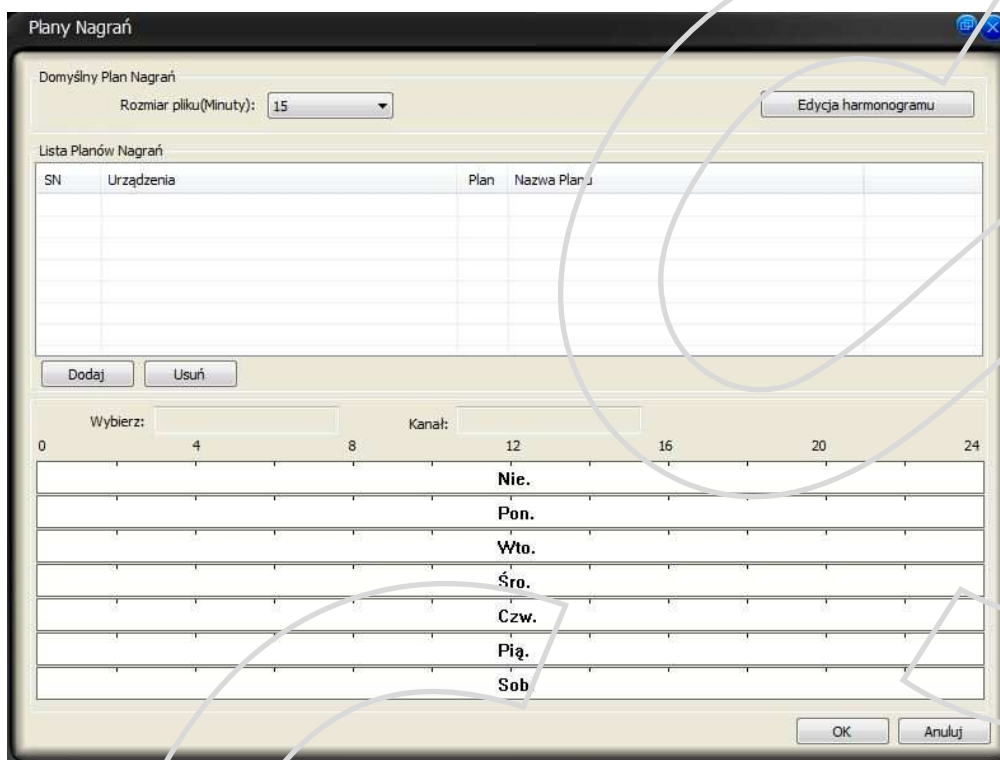 Plany Nagrań
Domyślny Plan Nagrań
Rozmiar pliku(Minuty): 15 Edycja harmonogramu
Lista Planów Nagrań
SN Urządzenia Plan Nazwa Planu
Dodaj Usuń
Wybierz: Kanał:
0 4 8 12 16 20 24
Nie.
Pon.
Wto.
Śro.
Czw.
Pią.
Sob.
OK Anuluj